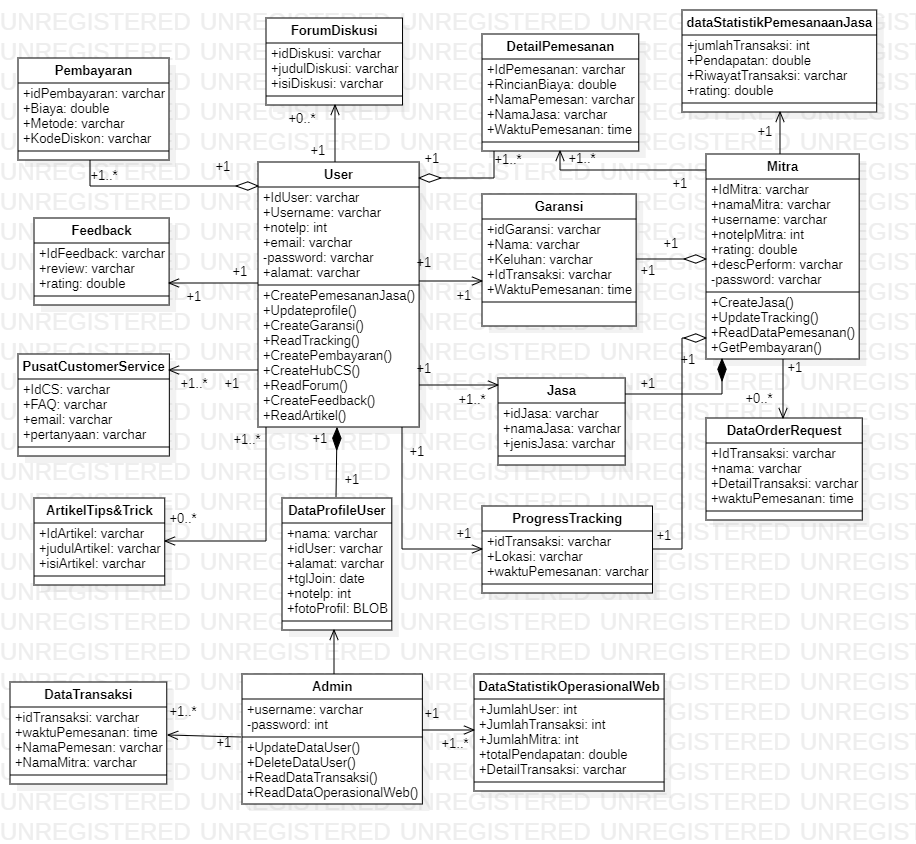 ForumDiskusi
+idDiskusi: varchar
+judulDiskusi: varchar
+isiDiskusi: varchar
+0..*
+1
dataStatistikPemesanaanJasa
+jumlahTransaksi: int
+Pendapatan: double
+RiwayatTransaksi: varchar
+rating: double
+1
DetailPemesanan
+IdPemesanan: varchar
+RincianBiaya: double
+NamaPemesan: varchar
+NamaJasa: varchar
+WaktuPemesanan: time
+1..*
+1..*
+1
+1
Pembayaran
+idPembayaran: varchar
+Biaya: double
+Metode: varchar
+KodeDiskon: varchar
+1..*
+1
User
+IdUser: varchar
+Username: varchar
+notelp: int
+email: varchar
-password: varchar
+alamat: varchar
+CreatePemesananJasa()
+Updateprofile()
+CreateGaransi()
+ReadTracking()
+CreatePembayaran()
+CreateHubCS()
+ReadForum()
+CreateFeedback()
+ReadArtikel()
Mitra
+IdMitra: varchar
+namaMitra: varchar
+username: varchar
+notelpMitra: int
+rating: double
+descPerform: varchar
-password: varchar
+CreateJasa()
+UpdateTracking()
+ReadDataPemesanan()
+GetPembayaran()
Garansi
+idGaransi: varchar
+Nama: varchar
+Keluhan: varchar
+IdTransaksi: varchar
+WaktuPemesanan: time
+1
+1
+1
+1
Feedback
+IdFeedback: varchar
+review: varchar
+rating: double
+1
+1
PusatCustomerService
+IdCS: varchar
+FAQ: varchar
+email: varchar
+pertanyaan: varchar
+1..*
+1
Jasa
+idJasa: varchar
+namaJasa: varchar
+jenisJasa: varchar
+1
+1..*
+1
+1
+1
+0..*
DataOrderRequest
+IdTransaksi: varchar
+nama: varchar
+DetailTransaksi: varchar
+waktuPemesanan: time
+1..*
+1
+1
+1
ArtikelTips&Trick
+IdArtikel: varchar
+judulArtikel: varchar
+isiArtikel: varchar
+0..*
DataProfileUser
+nama: varchar
+idUser: varchar
+alamat: varchar
+tglJoin: date
+notelp: int
+fotoProfil: BLOB
ProgressTracking
+idTransaksi: varchar
+Lokasi: varchar
+waktuPemesanan: varchar
+1
+1
DataTransaksi
+idTransaksi: varchar
+waktuPemesanan: time
+NamaPemesan: varchar
+NamaMitra: varchar
+1..*
+1
Admin
+username: varchar
-password: int
+UpdateDataUser()
+DeleteDataUser()
+ReadDataTransaksi()
+ReadDataOperasionalWeb()
+1
+1..*
DataStatistikOperasionalWeb
+JumlahUser: int
+JumlahTransaksi: int
+JumlahMitra: int
+totalPendapatan: double
+DetailTransaksi: varchar
UNREGISTERED